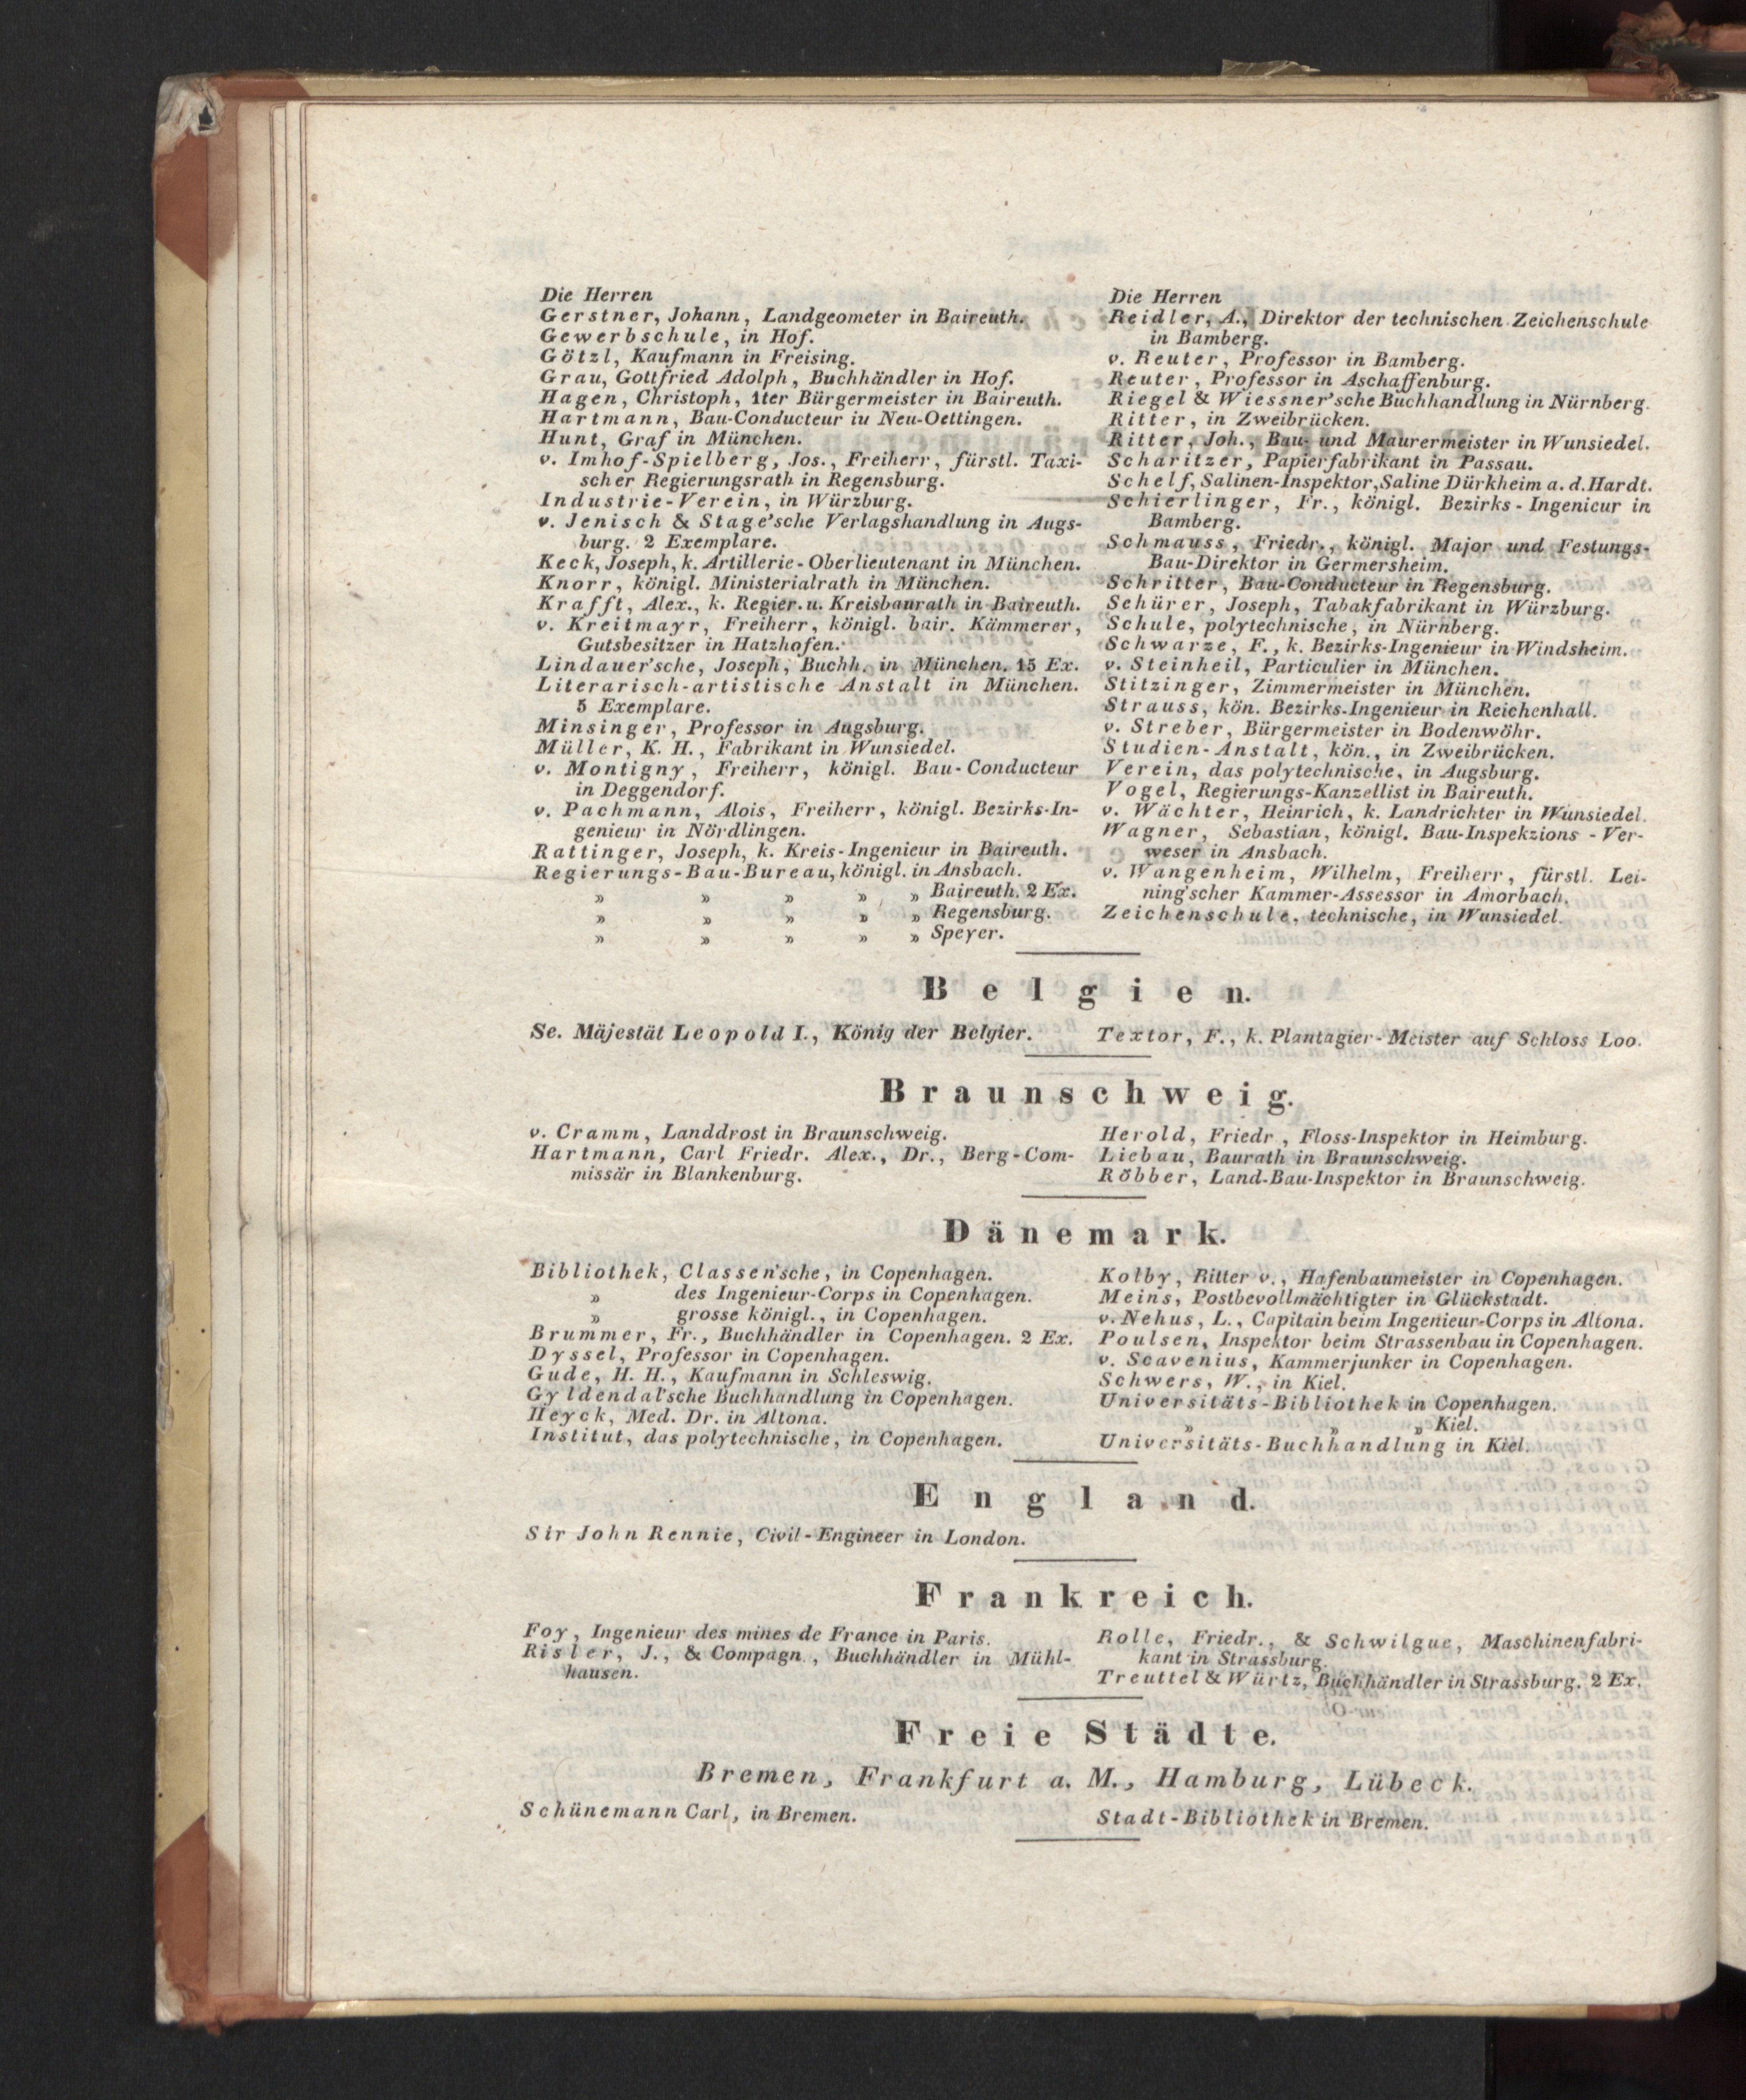 Die Herren
Gerstner, Johann, Landgeometer in Baireuth.
Gewerbschule, in Hof.
Götzl, Kaufmann in Freising.
Grau, Gottfried Adolph, Buchhändler in Hof.
Hagen, Christoph, 1ter Bürgermeister in Baireuth.
Hartmann, Bau-Conducteur iu Neu-Oettingen.
Hunt, Graf in München.
v. Imhof-Spielberg, Jos., Freiherr, fürstl. Taxi-
scher Regierungsrath in Regensburg.
Industrie-Verein, in Würzburg.
v. Jenisch & Stage'sche Verlagshandlung in Augs-
burg. 2 Exemplare.
Keck, Joseph, k. Artillerie-Oberlieutenant in München.
Knorr, königl. Ministerialrath in München.
Krafft, Alex., k. Regier. u. Kreisbaurath in Baireuth.
v. Kreitmayr, Freiherr, königl. bair. Kämmerer,
Gutsbesitzer in Hatzhofen.
Lindauer'sche, Joseph, Buchh. in München. 15 Ex.
Literarisch-artistische Anstalt in München.
5 Exemplare.
Minsinger, Professor in Augsburg.
Müller, K. H., Fabrikant in Wunsiedel.
v. Montigny, Freiherr, königl. Bau-Conducteur
in Deggendorf.
v. Pachmann, Alois, Freiherr, königl. Bezirks-In-
genieur in Nördlingen.
Rattinger, Joseph, k. Kreis-Ingenieur in Baireuth.
Regierungs-Bau-Bureau, königl. in Ansbach.
» » » » » Baireuth. 2 Ex.
» » » » » Regensburg.
» » » » » Speyer.
Die Herren
Reidler, A., Direktor der technischen Zeichenschule
in Bamberg.
v. Reuter, Professor in Bamberg.
Reuter, Professor in Aschaffenburg.
Riegel & Wiessner'sche Buchhandlung in Nürnberg.
Ritter, in Zweibrücken.
Ritter, Joh., Bau- und Maurermeister in Wunsiedel.
Scharitzer, Papierfabrikant in Passau.
Schelf, Salinen-Inspektor, Saline Dürkheim a. d. Hardt.
Schierlinger, Fr., königl. Bezirks-Ingenieur in
Bamberg.
Schmauss, Friedr., königl. Major und Festungs-
Bau-Direktor in Germersheim.
Schritter, Bau-Conducteur in Regensburg.
Schürer, Joseph, Tabakfabrikant in Würzburg.
Schule, polytechnische, in Nürnberg.
Schwarze, F., k. Bezirks-Ingenieur in Windsheim.
v. Steinheil, Particulier in München.
Stitzinger, Zimmermeister in München.
Strauss, kön. Bezirks-Ingenieur in Reichenhall.
v. Streber, Bürgermeister in Bodenwöhr.
Studien-Anstalt, kön., in Zweibrücken.
Verein, das polytechnische, in Augsburg.
Vogel, Regierungs-Kanzellist in Baireuth.
v. Wächter, Heinrich, k. Landrichter in Wunsiedel.
Wagner, Sebastian, königl. Bau-Inspekzions-Ver-
weser in Ansbach.
v. Wangenheim, Wilhelm, Freiherr, fürstl. Lei-
ning'scher Kammer-Assessor in Amorbach.
Zeichenschule, technische, in Wunsiedel.
Belgien.
Se. Mäjestät Leopold I., König der Belgier.
Textor, F., k. Plantagier-Meister auf Schloss Loo.
Braunschweig.
v. Cramm, Landdrost in Braunschweig.
Hartmann, Carl Friedr. Alex., Dr., Berg-Com-
missär in Blankenburg.
Herold, Friedr., Floss-Inspektor in Heimburg.
Liebau, Baurath in Braunschweig.
Röbber, Land-Bau-Inspektor in Braunschweig.
Dänemark.
Bibliothek, Classen'sche, in Copenhagen.
» des Ingenieur-Corps in Copenhagen.
» grosse königl., in Copenhagen.
Brummer, Fr., Buchhändler in Copenhagen. 2 Ex.
Dyssel, Professor in Copenhagen.
Gude, H. H., Kaufmann in Schleswig.
Gyldendal'sche Buchhandlung in Copenhagen.
Heyck, Med. Dr. in Altona.
Institut, das polytechnische, in Copenhagen.
Kolby, Ritter v., Hafenbaumeister in Copenhagen.
Meins, Postbevollmächtigter in Glückstadt.
v. Nehus, L., Capitain beim Ingenieur-Corps in Altona.
Poulsen, Inspektor beim Strassenbau in Copenhagen.
v. Scavenius, Kammerjunker in Copenhagen.
Schwers, W., in Kiel.
Universitäts-Bibliothek in Copenhagen.
» » » Kiel.
Universitäts-Buchhandlung in Kiel.
England.
Sir John Rennie, Civil-Engineer in London.
Frankreich.
Foy, Ingenieur des mines de France in Paris.
Risler, J., & Compagn., Buchhändler in Mühl-
hausen.
Rolle, Friedr., & Schwilgue, Maschinenfabri-
kant in Strassburg.
Treuttel & Würtz, Buchhändler in Strassburg. 2 Ex.
Freie Städte.
Bremen, Frankfurt a. M., Hamburg, Lübeck.
Schünemann Carl, in Bremen.
Stadt-Bibliothek in Bremen.